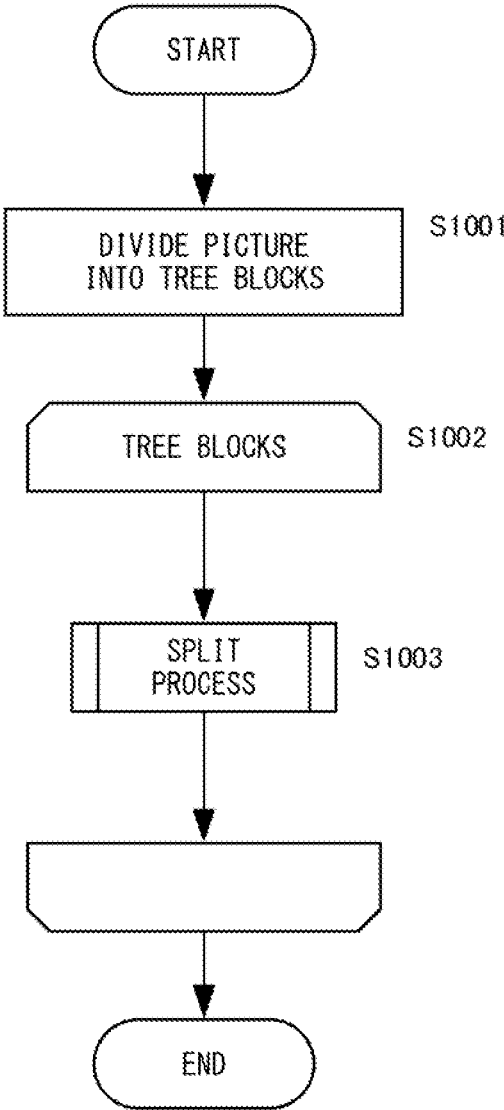 START
DIVIDE PICTURE
INTO TREE BLOCKS
S1001
TREE BLOCKS
S1002
SPLIT
PROCESS
S1003
END